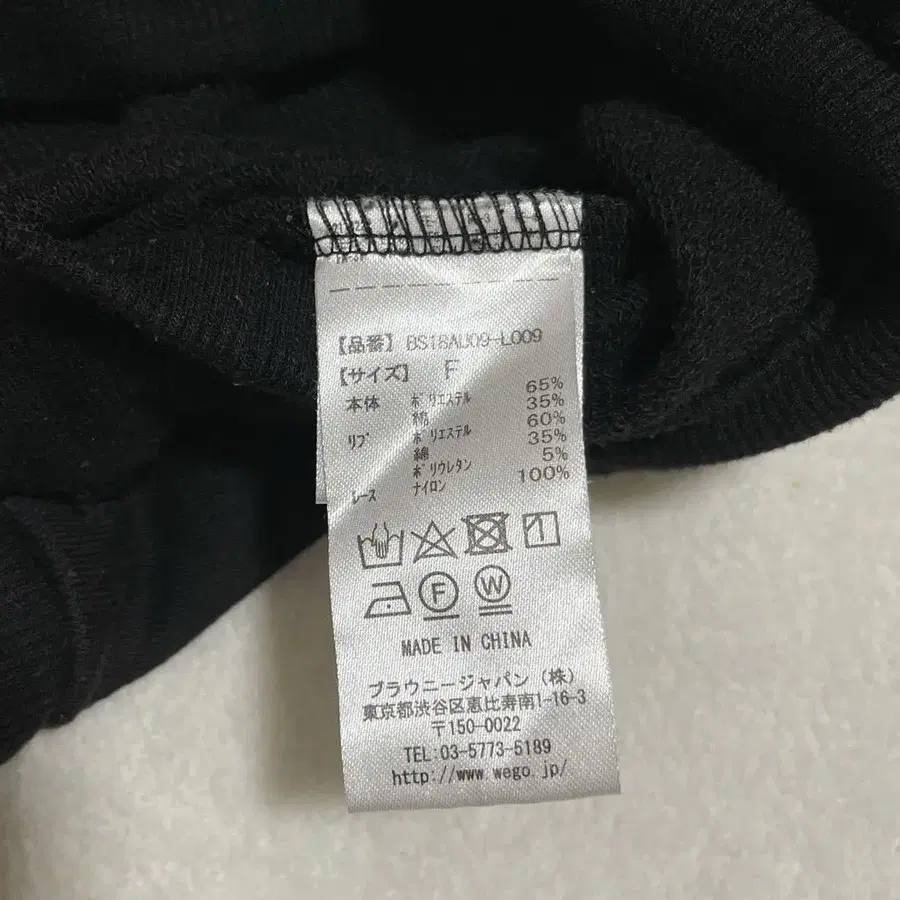 【品番】 BS18AU09-L009
【サイズ】 F
本体 ポリエステル 65%
綿 35%
リブ ポリエステル 60%
綿 35%
ポリウレタン 5%
レース ナイロン 100%
F W
MADE IN CHINA
ブラウニージャパン (株)
東京都渋谷区恵比寿南1-16-3
〒150-0022
TEL:03-5773-5189
http://www.wego.jp/